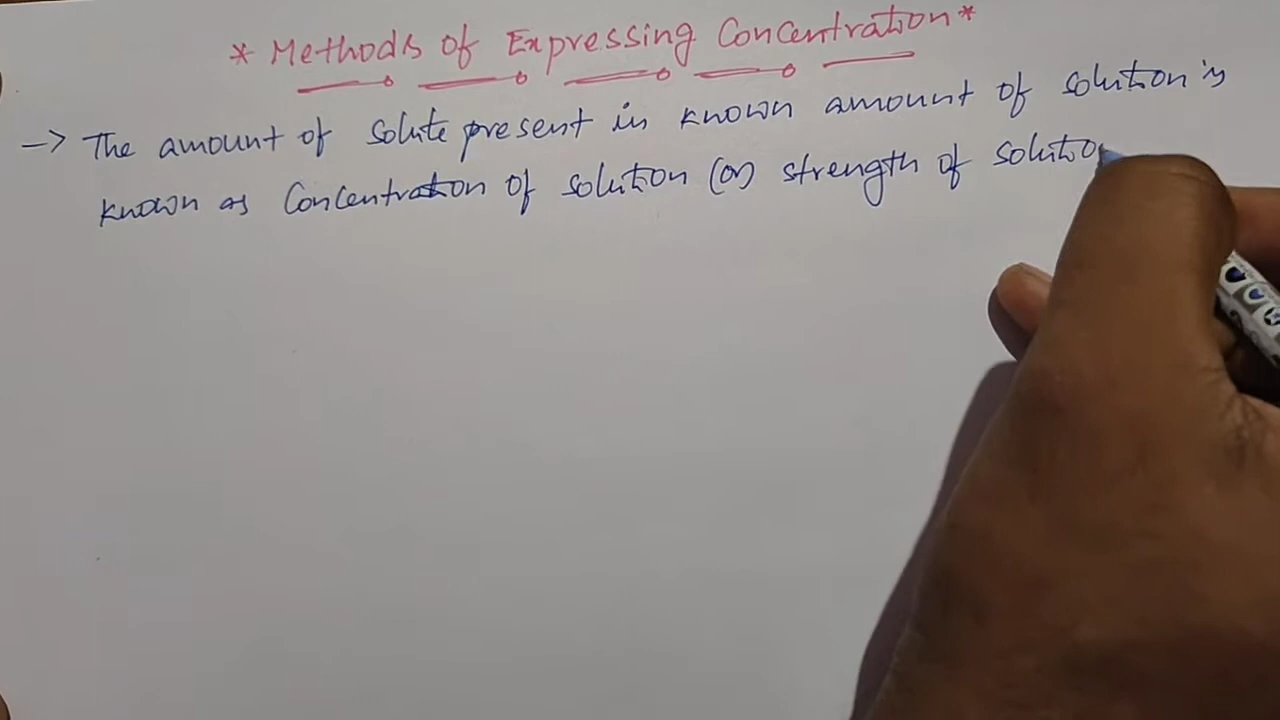 * Methods of Expressing Concentration *
-> The amount of solute present in known amount of solution is
known as Concentration of solution (or) strength of solutio